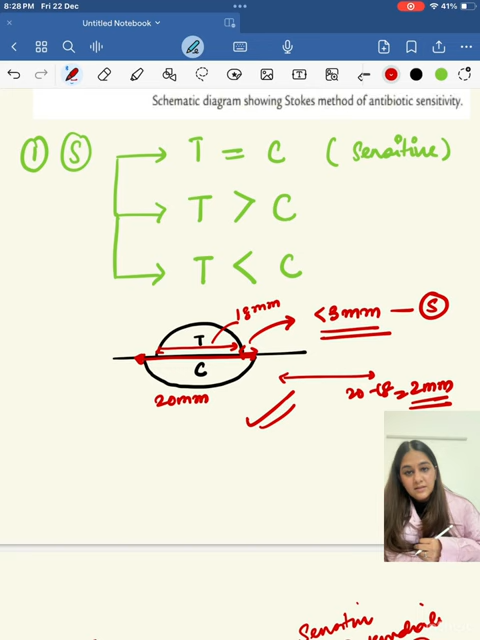 8:28 PM Fri 22 Dec
41%
Untitled Notebook
Schematic diagram showing Stokes method of antibiotic sensitivity.
① Ⓢ → T = C (Sensitive)
→ T > C
→ T < C
18mm
T
<3mm — Ⓢ
C
20mm
20-18 = 2mm